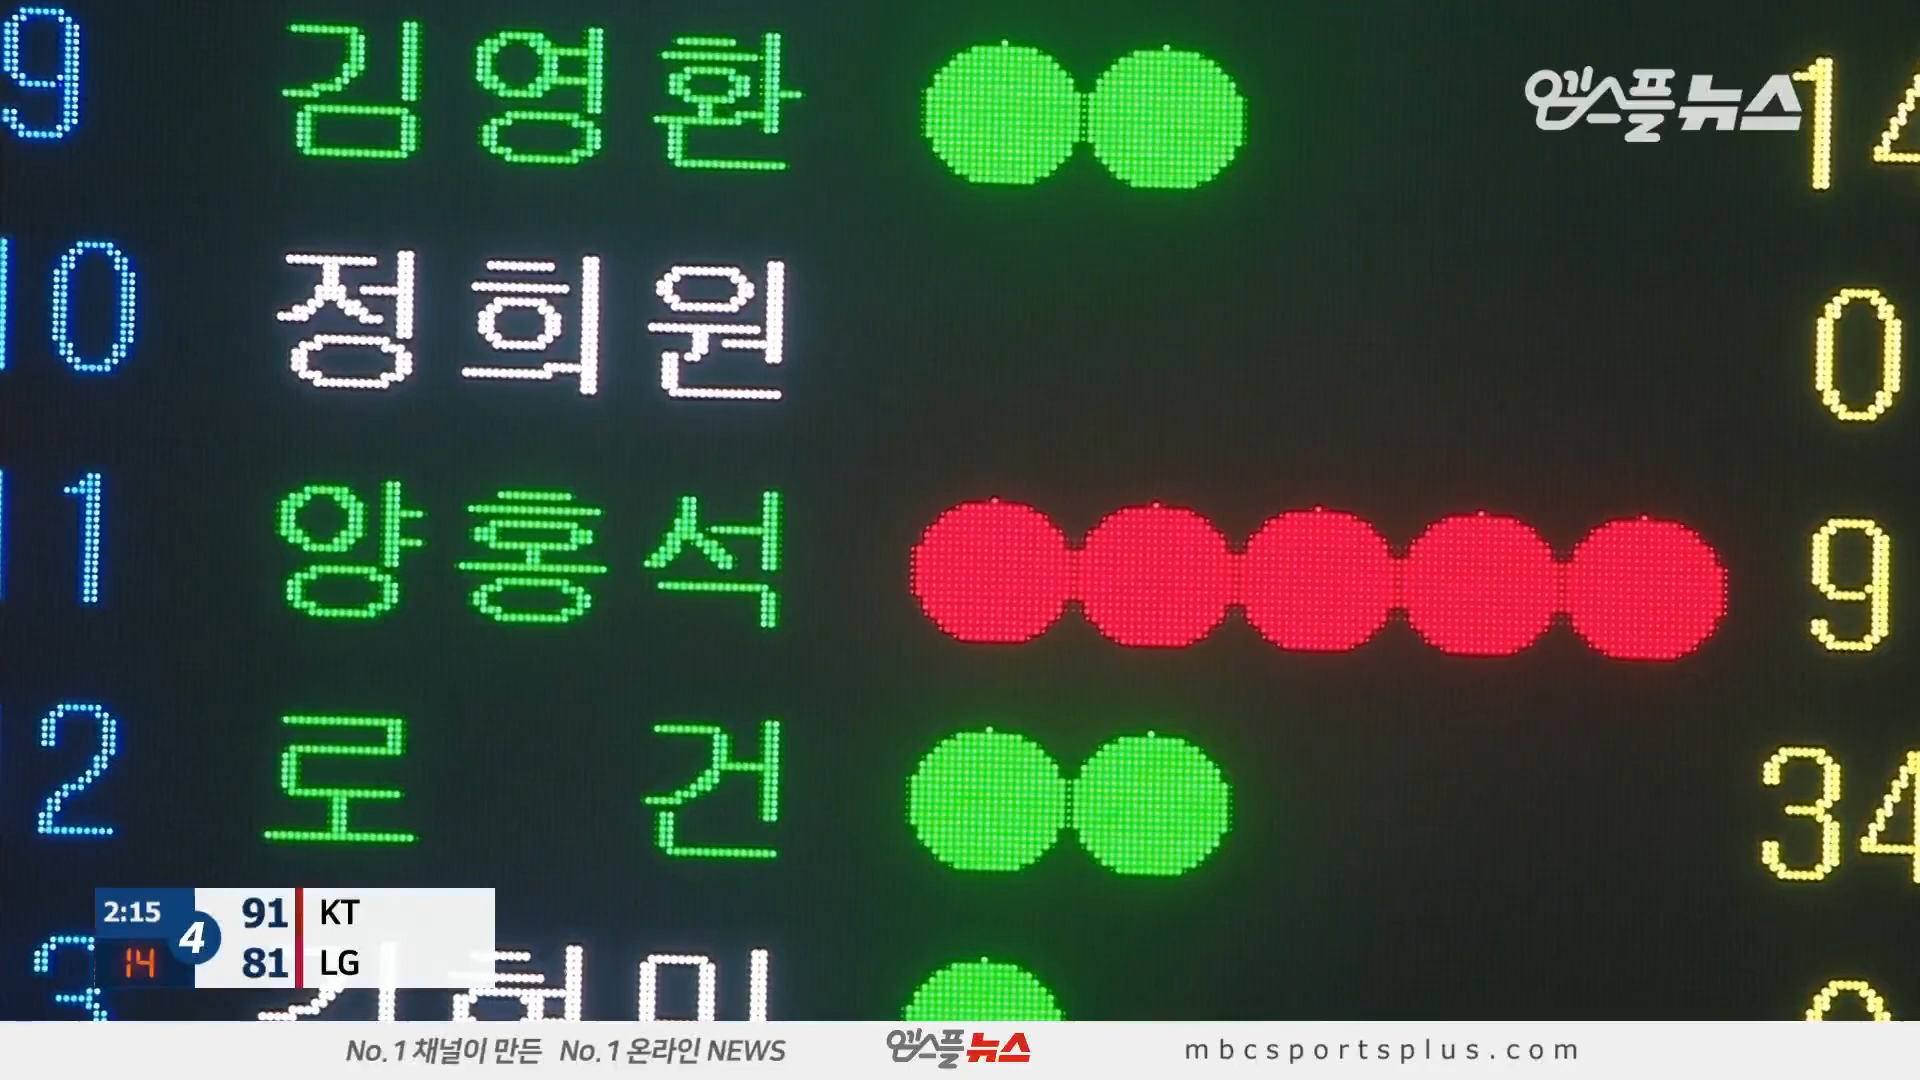 9 김영환 14
엠스플뉴스
10 정희원 0
11 양홍석 9
12 로 건 34
2:15 4 91 KT
14 81 LG
3
No.1 채널이 만든 No.1 온라인 NEWS 엠스플뉴스 mbcsportsplus.com